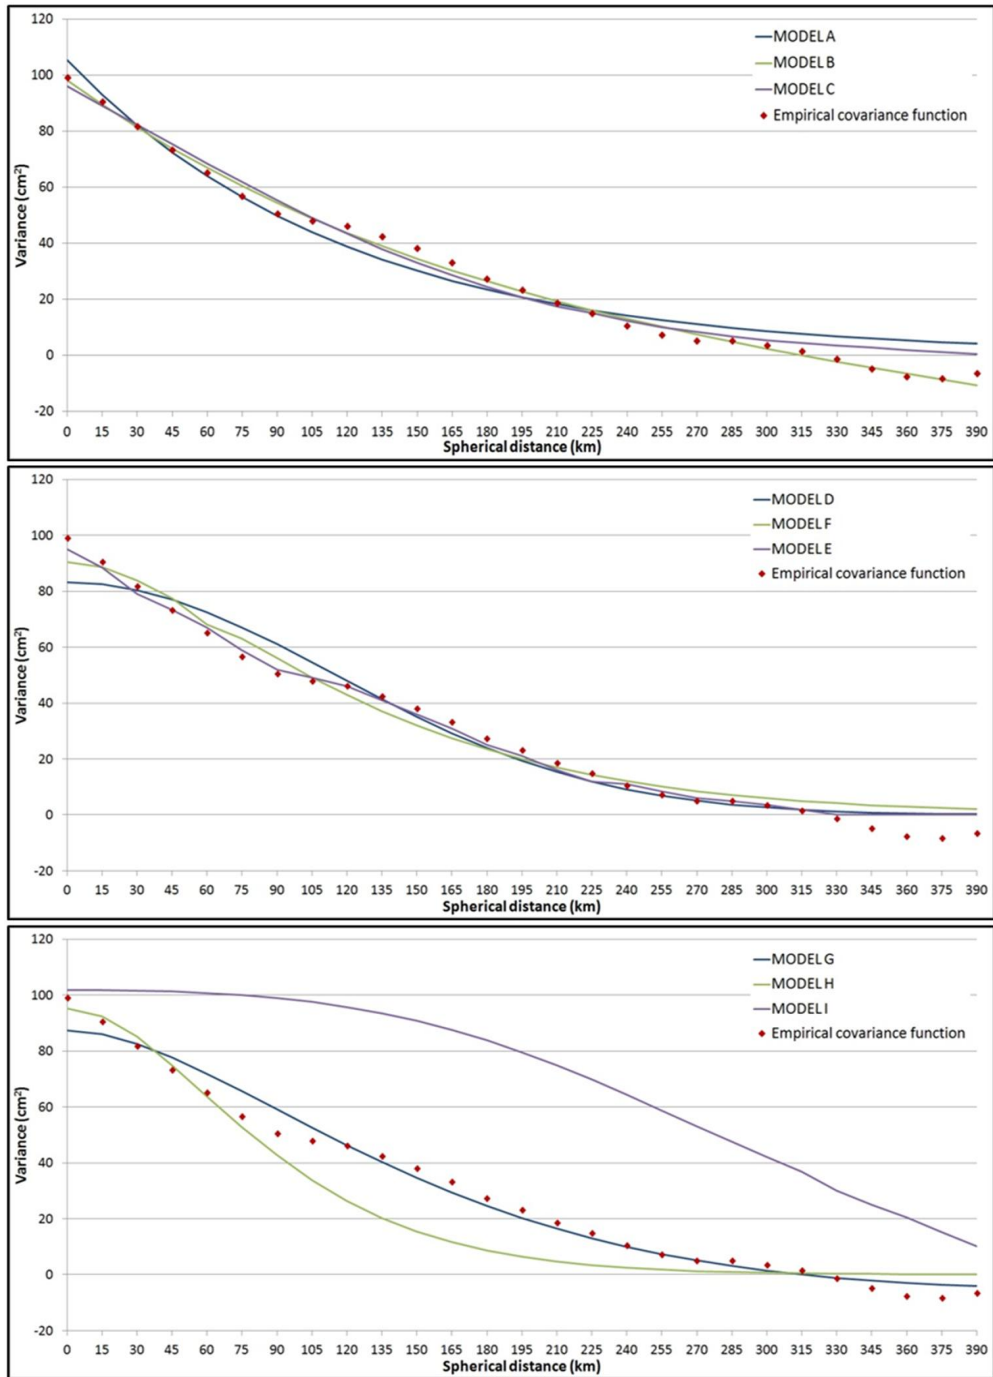 120
100
80
60
40
20
0
-20
Variance (cm²)
MODEL A
MODEL B
MODEL C
Empirical covariance function
0 15 30 45 60 75 90 105 120 135 150 165 180 195 210 225 240 255 270 285 300 315 330 345 360 375 390
Spherical distance (km)
120
100
80
60
40
20
0
-20
Variance (cm²)
MODEL D
MODEL F
MODEL E
Empirical covariance function
0 15 30 45 60 75 90 105 120 135 150 165 180 195 210 225 240 255 270 285 300 315 330 345 360 375 390
Spherical distance (km)
120
100
80
60
40
20
0
-20
Variance (cm²)
MODEL G
MODEL H
MODEL I
Empirical covariance function
0 15 30 45 60 75 90 105 120 135 150 165 180 195 210 225 240 255 270 285 300 315 330 345 360 375 390
Spherical distance (km)